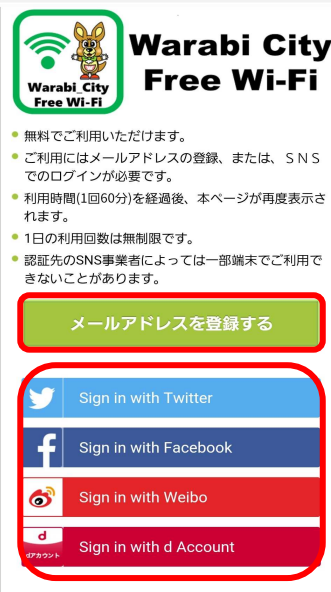 Warabi_City
Free Wi-Fi
Warabi City
Free Wi-Fi
無料でご利用いただけます。
ご利用にはメールアドレスの登録、または、ＳＮＳ
でのログインが必要です。
利用時間(1回60分)を経過後、本ページが再度表示さ
れます。
1日の利用回数は無制限です。
認証先のSNS事業者によっては一部端末でご利用で
きないことがあります。
メールアドレスを登録する
Sign in with Twitter
f
Sign in with Facebook
Sign in with Weibo
d
dアカウント
Sign in with d Account